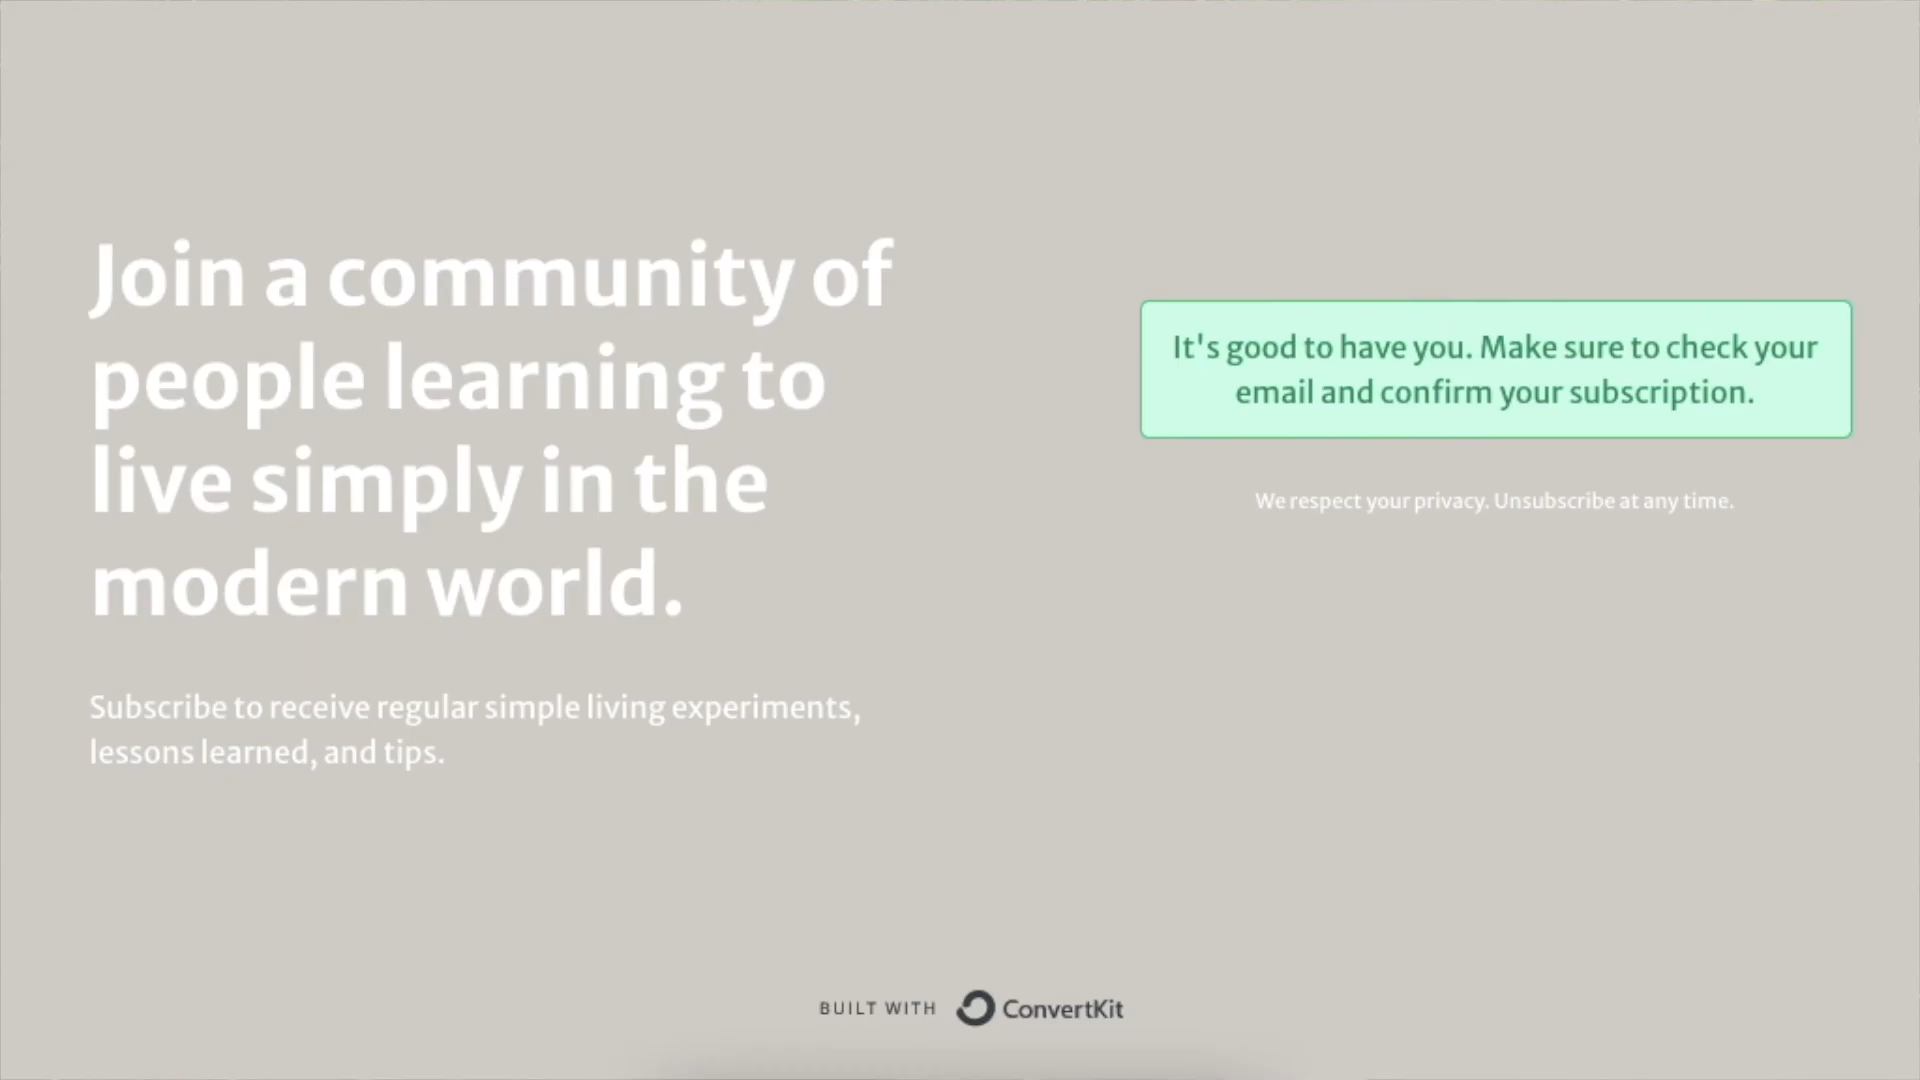 Join a community of
people learning to
live simply in the
modern world.
Subscribe to receive regular simple living experiments,
lessons learned, and tips.
It's good to have you. Make sure to check your
email and confirm your subscription.
We respect your privacy. Unsubscribe at any time.
BUILT WITH ConvertKit